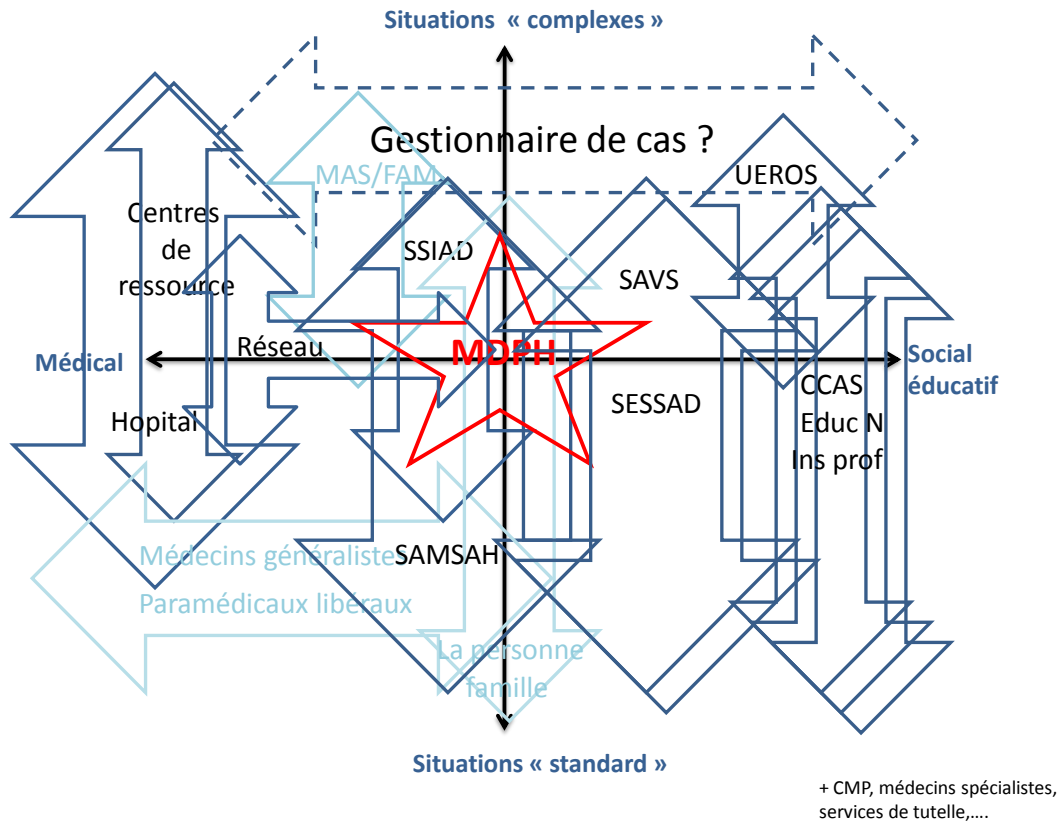 Situations « complexes »
Gestionnaire de cas ?
MAS/FAM
UEROS
Centres
de
ressource
SSIAD
SAVS
Réseau
MDPH
Médical
Social
éducatif
Hopital
SESSAD
CCAS
Educ N
Ins prof
Médecins généralistes
SAMSAH
Paramédicaux libéraux
La personne
famille
Situations « standard »
+ CMP, médecins spécialistes,
services de tutelle,....